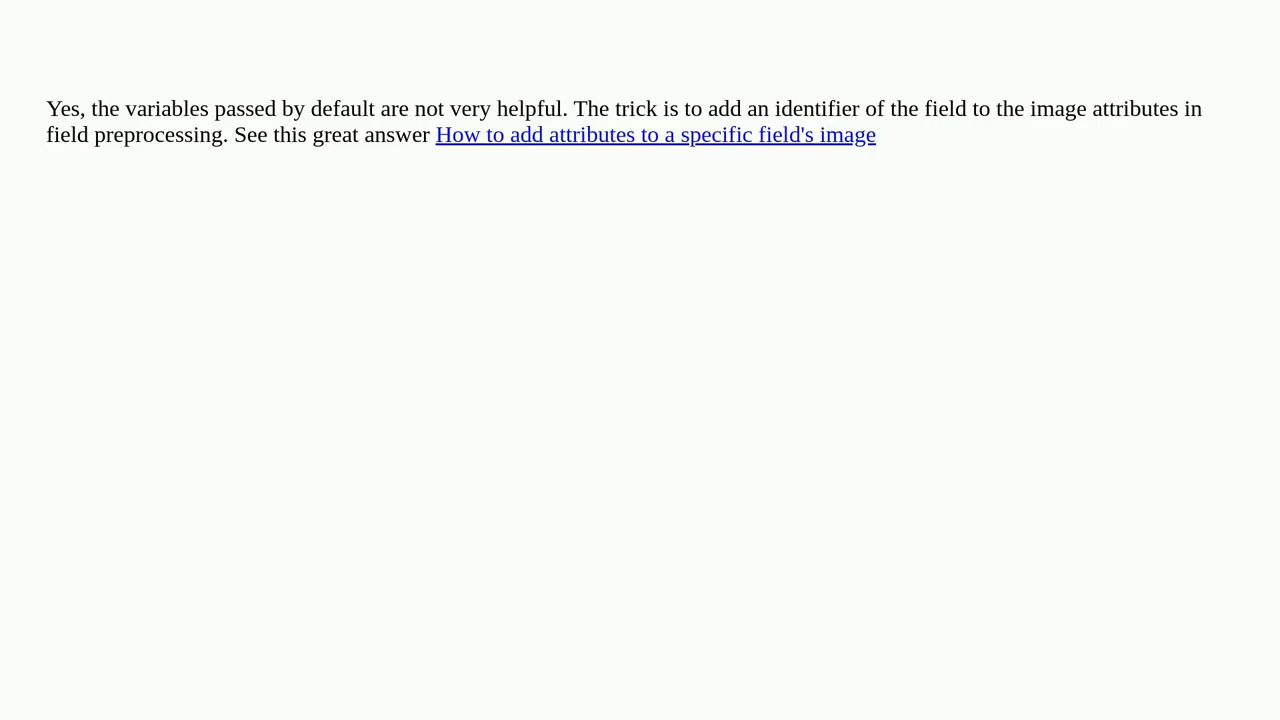 Yes, the variables passed by default are not very helpful. The trick is to add an identifier of the field to the image attributes in
field preprocessing. See this great answer How to add attributes to a specific field's image